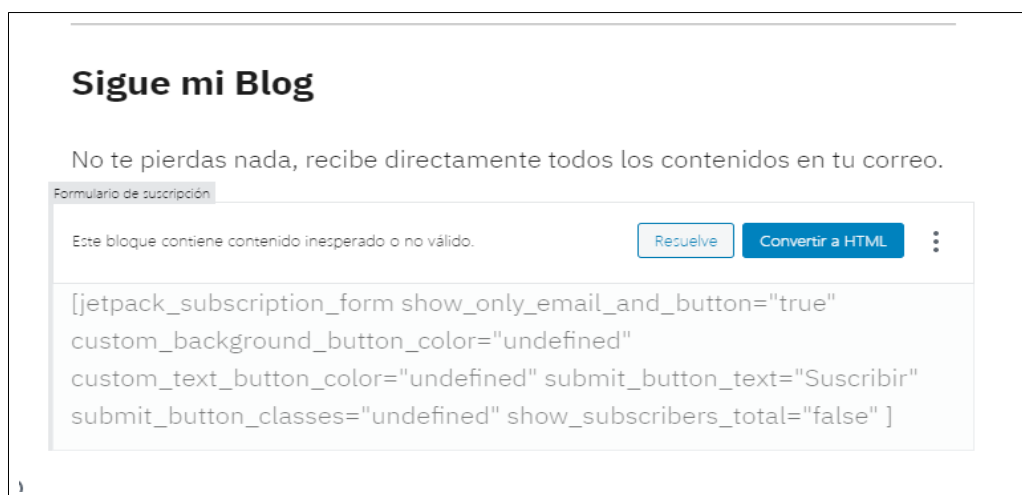 Sigue mi Blog
No te pierdas nada, recibe directamente todos los contenidos en tu correo.
Formulario de suscripción
Este bloque contiene contenido inesperado o no válido.
Resuelve
Convertir a HTML
[jetpack_subscription_form show_only_email_and_button="true"
custom_background_button_color="undefined"
custom_text_button_color="undefined" submit_button_text="Suscribir"
submit_button_classes="undefined" show_subscribers_total="false" ]